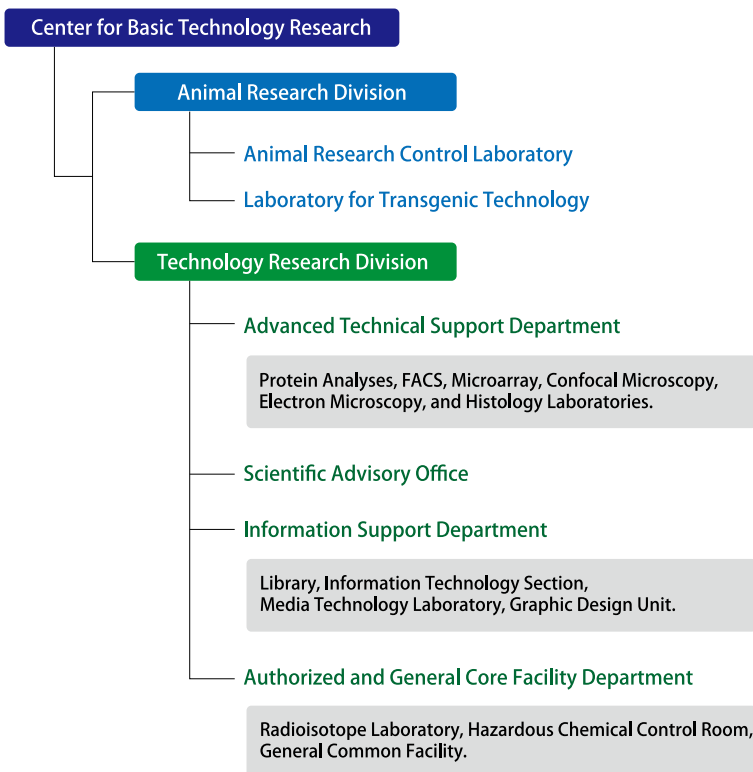 Center for Basic Technology Research
Animal Research Division
Animal Research Control Laboratory
Laboratory for Transgenic Technology
Technology Research Division
Advanced Technical Support Department
Protein Analyses, FACS, Microarray, Confocal Microscopy,
Electron Microscopy, and Histology Laboratories.
Scientific Advisory Office
Information Support Department
Library, Information Technology Section,
Media Technology Laboratory, Graphic Design Unit.
Authorized and General Core Facility Department
Radioisotope Laboratory, Hazardous Chemical Control Room,
General Common Facility.